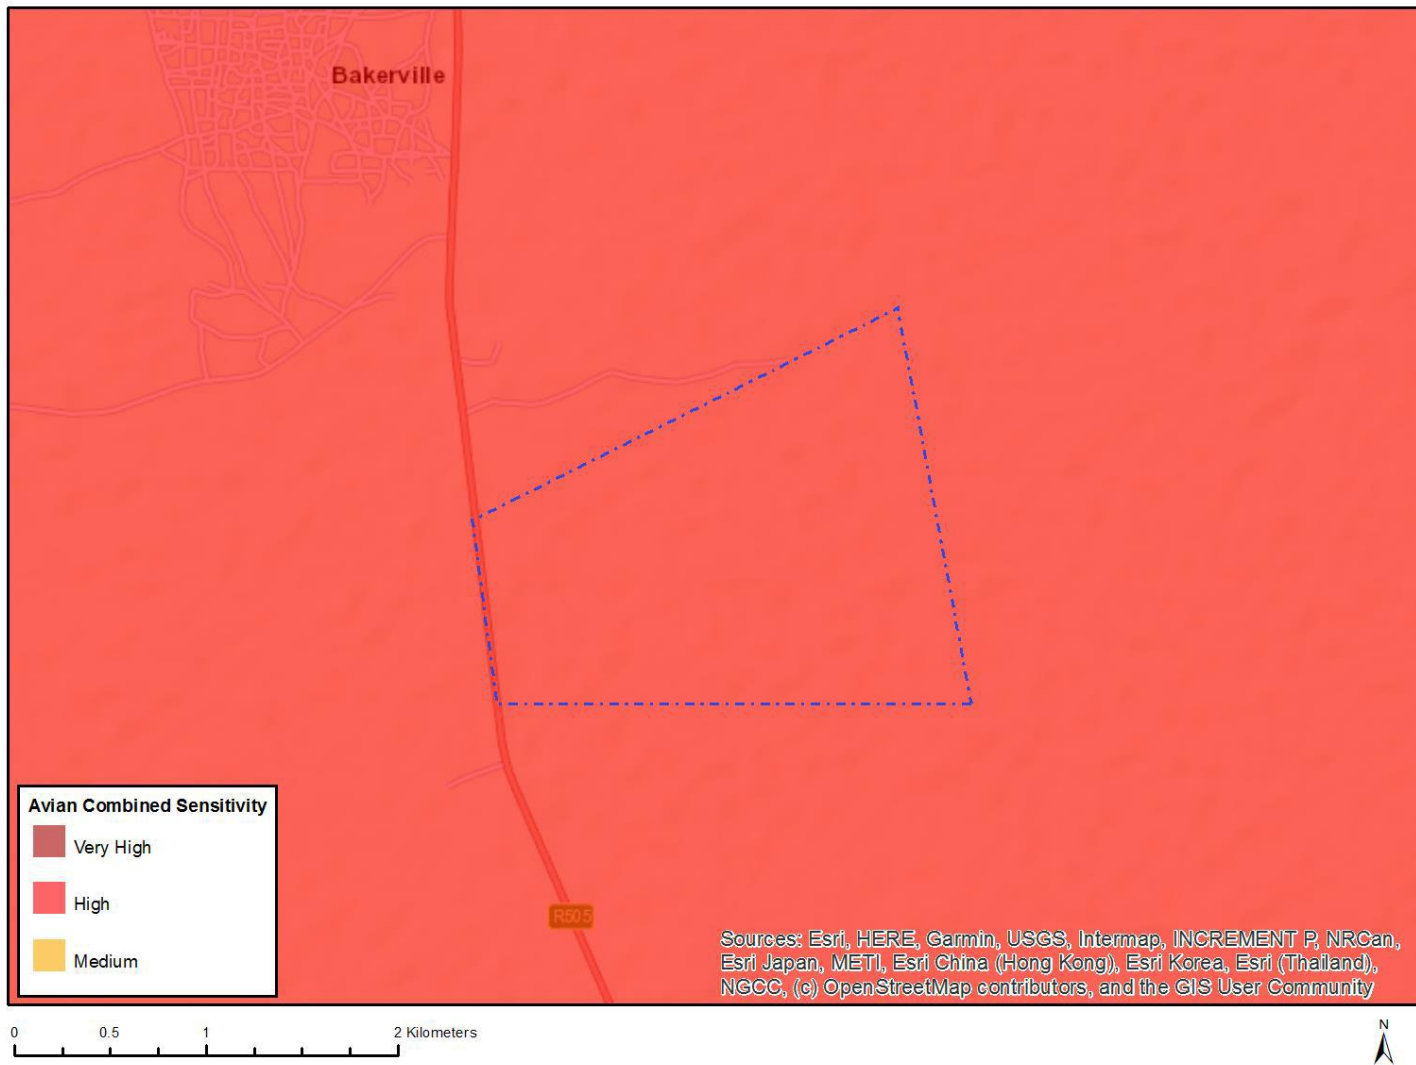 Bakerville
Avian Combined Sensitivity
Very High
High
Medium
R505
Sources: Esri, HERE, Garmin, USGS, Intermap, INCREMENT P, NRCan,
Esri Japan, METI, Esri China (Hong Kong), Esri Korea, Esri (Thailand),
NGCC, (c) OpenStreetMap contributors, and the GIS User Community
0 0.5 1 2 Kilometers
N